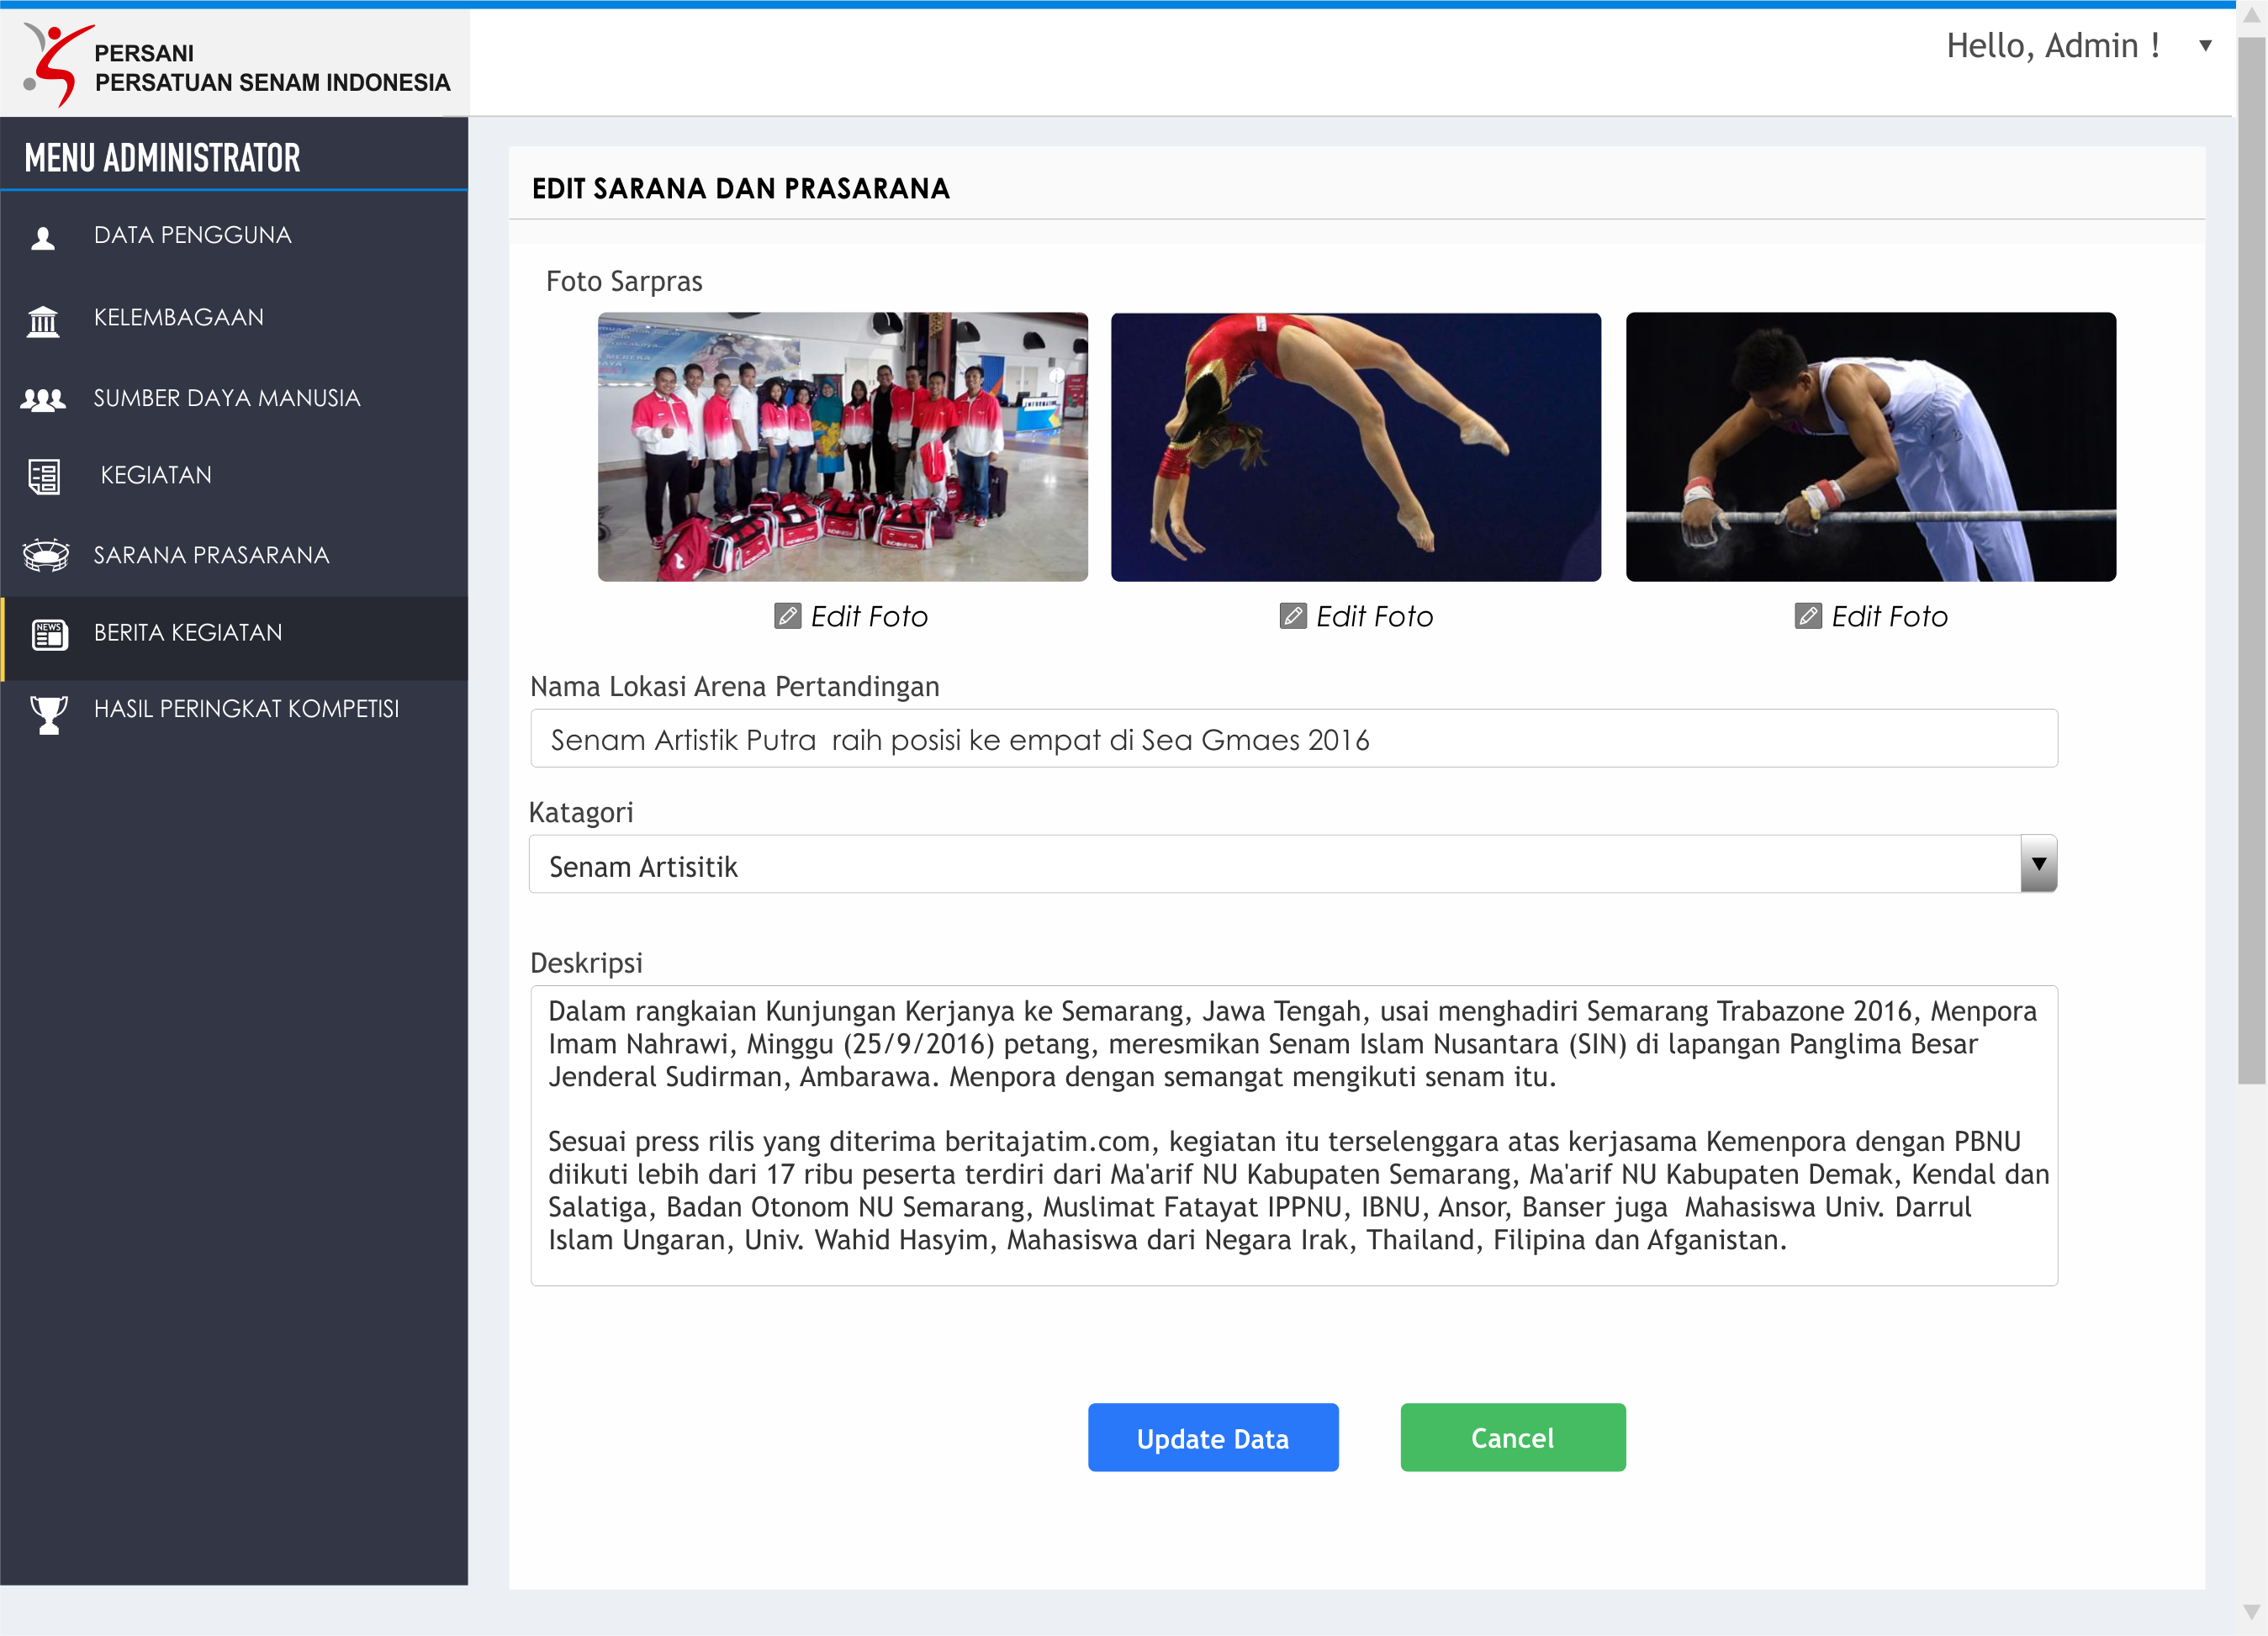 PERSANI
PERSATUAN SENAM INDONESIA
Hello, Admin !
MENU ADMINISTRATOR
DATA PENGGUNA
KELEMBAGAAN
SUMBER DAYA MANUSIA
KEGIATAN
SARANA PRASARANA
NEWS
BERITA KEGIATAN
HASIL PERINGKAT KOMPETISI
EDIT SARANA DAN PRASARANA
Foto Sarpras
INDONESIA
Edit Foto
Edit Foto
Edit Foto
Nama Lokasi Arena Pertandingan
Senam Artistik Putra  raih posisi ke empat di Sea Gmaes 2016
Katagori
Senam Artisitik
Deskripsi
Dalam rangkaian Kunjungan Kerjanya ke Semarang, Jawa Tengah, usai menghadiri Semarang Trabazone 2016, Menpora
Imam Nahrawi, Minggu (25/9/2016) petang, meresmikan Senam Islam Nusantara (SIN) di lapangan Panglima Besar
Jenderal Sudirman, Ambarawa. Menpora dengan semangat mengikuti senam itu.
Sesuai press rilis yang diterima beritajatim.com, kegiatan itu terselenggara atas kerjasama Kemenpora dengan PBNU
diikuti lebih dari 17 ribu peserta terdiri dari Ma'arif NU Kabupaten Semarang, Ma'arif NU Kabupaten Demak, Kendal dan
Salatiga, Badan Otonom NU Semarang, Muslimat Fatayat IPPNU, IBNU, Ansor, Banser juga  Mahasiswa Univ. Darrul
Islam Ungaran, Univ. Wahid Hasyim, Mahasiswa dari Negara Irak, Thailand, Filipina dan Afganistan.
Update Data
Cancel